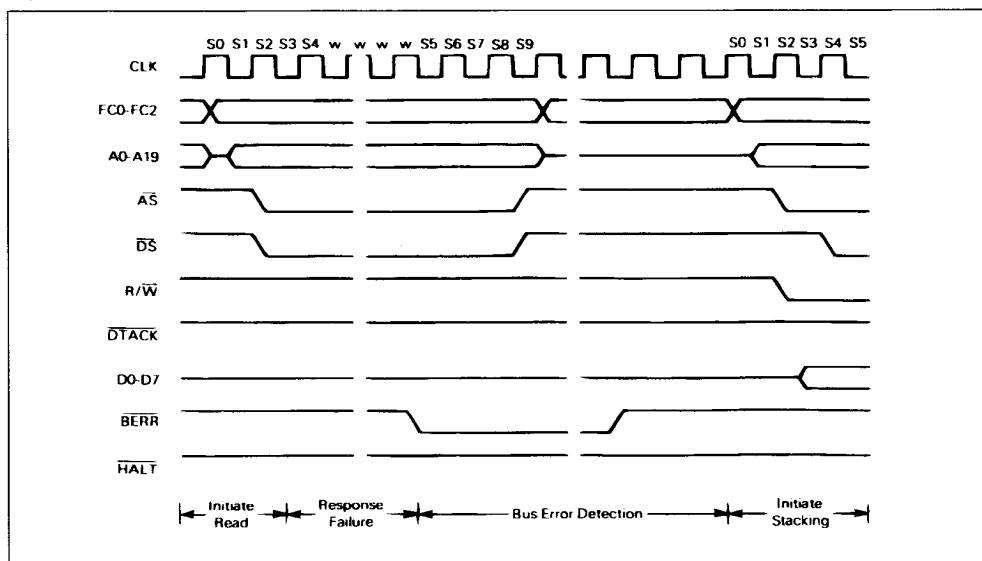 S0 S1 S2 S3 S4 w w w w S5 S6 S7 S8 S9 S0 S1 S2 S3 S4 S5
CLK
FC0-FC2
A0-A19
AS
DS
R/W
DTACK
D0-D7
BERR
HALT
Initiate
Read
Response
Failure
Bus Error Detection
Initiate
Stacking